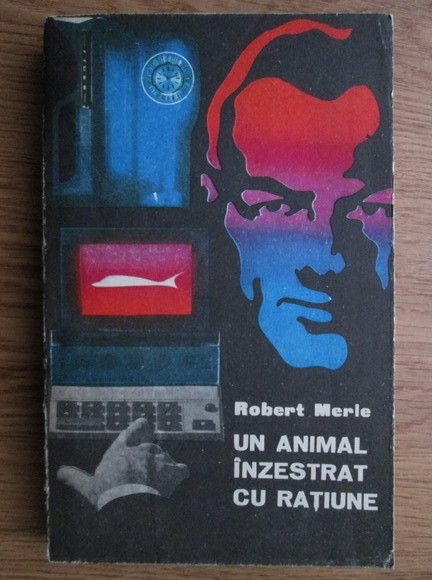 Robert Merle
UN ANIMAL
ÎNZESTRAT
CU RAȚIUNE